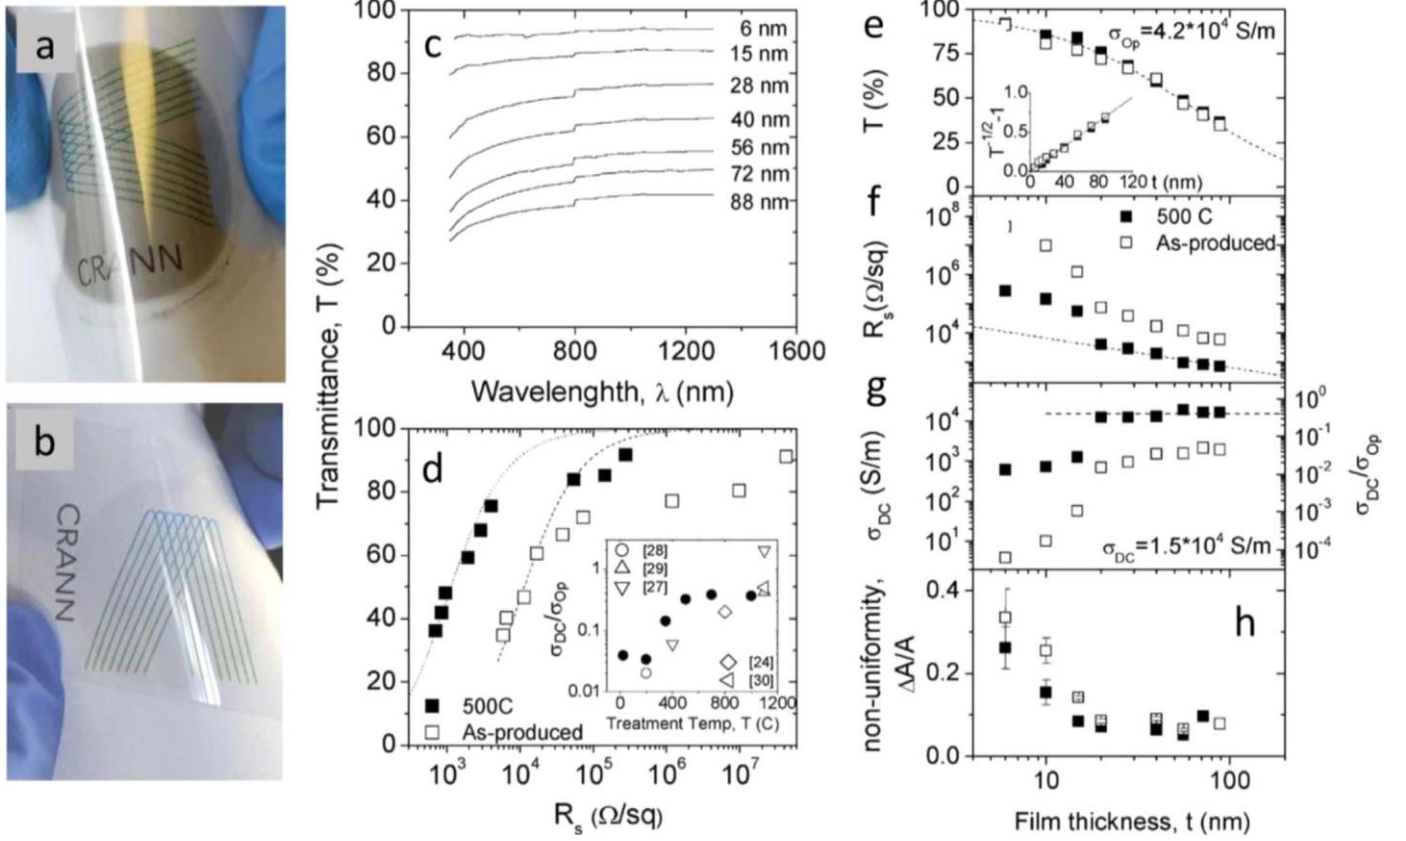 a
CRANN
b
CRANN
c
100
80
60
40
20
0
6 nm
15 nm
28 nm
40 nm
56 nm
72 nm
88 nm
400
800
1200
1600
Wavelenghth, λ (nm)
Transmittance, T (%)
d
100
80
60
40
20
0
500C
As-produced
10³
10⁴
10⁵
10⁶
10⁷
Rₛ (Ω/sq)
σDC/σOp
1
0.1
0.01
[28]
[29]
[27]
[24]
[30]
0
400
800
1200
Treatment Temp, T (C)
e
T (%)
100
75
50
25
0
σOp=4.2*10⁴ S/m
T⁻¹/²-1
1.0
0.5
0.0
0
40
80
120
t (nm)
f
Rₛ(Ω/sq)
10⁸
10⁶
10⁴
500 C
As-produced
g
σDC (S/m)
10⁴
10³
10²
10¹
σDC=1.5*10⁴ S/m
10⁰
10⁻¹
10⁻²
10⁻³
10⁻⁴
σDC/σOp
h
non-uniformity,
ΔA/A
0.4
0.2
0.0
10
100
Film thickness, t (nm)